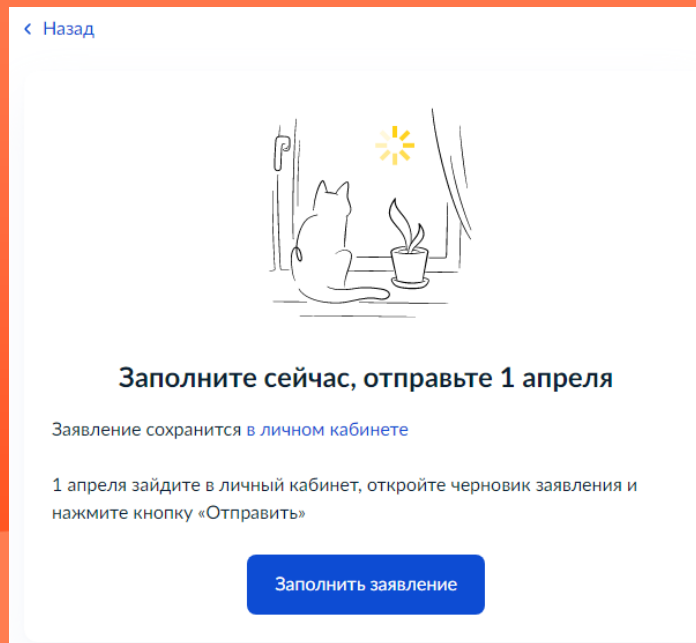 Назад
Заполните сейчас, отправьте 1 апреля
Заявление сохранится в личном кабинете
1 апреля зайдите в личный кабинет, откройте черновик заявления и
нажмите кнопку «Отправить»
Заполнить заявление